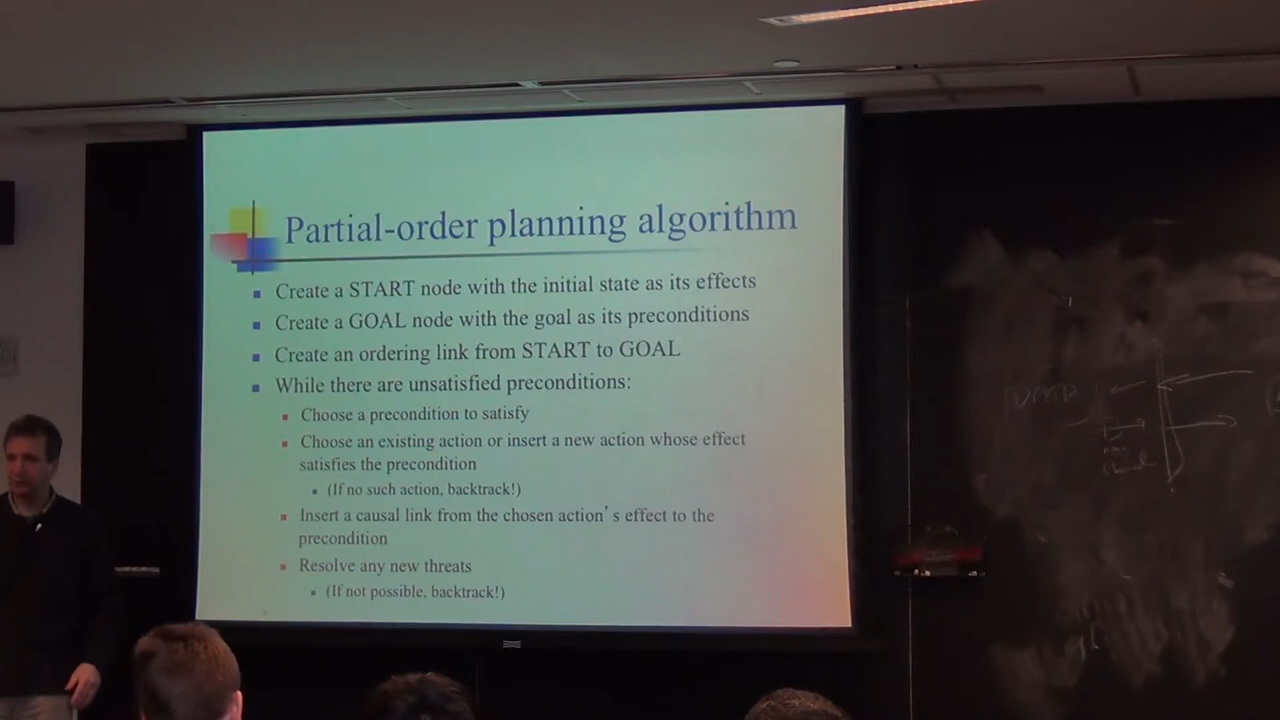 Partial-order planning algorithm
Create a START node with the initial state as its effects
Create a GOAL node with the goal as its preconditions
Create an ordering link from START to GOAL
While there are unsatisfied preconditions:
Choose a precondition to satisfy
Choose an existing action or insert a new action whose effect
satisfies the precondition
(If no such action, backtrack!)
Insert a causal link from the chosen action's effect to the
precondition
Resolve any new threats
(If not possible, backtrack!)